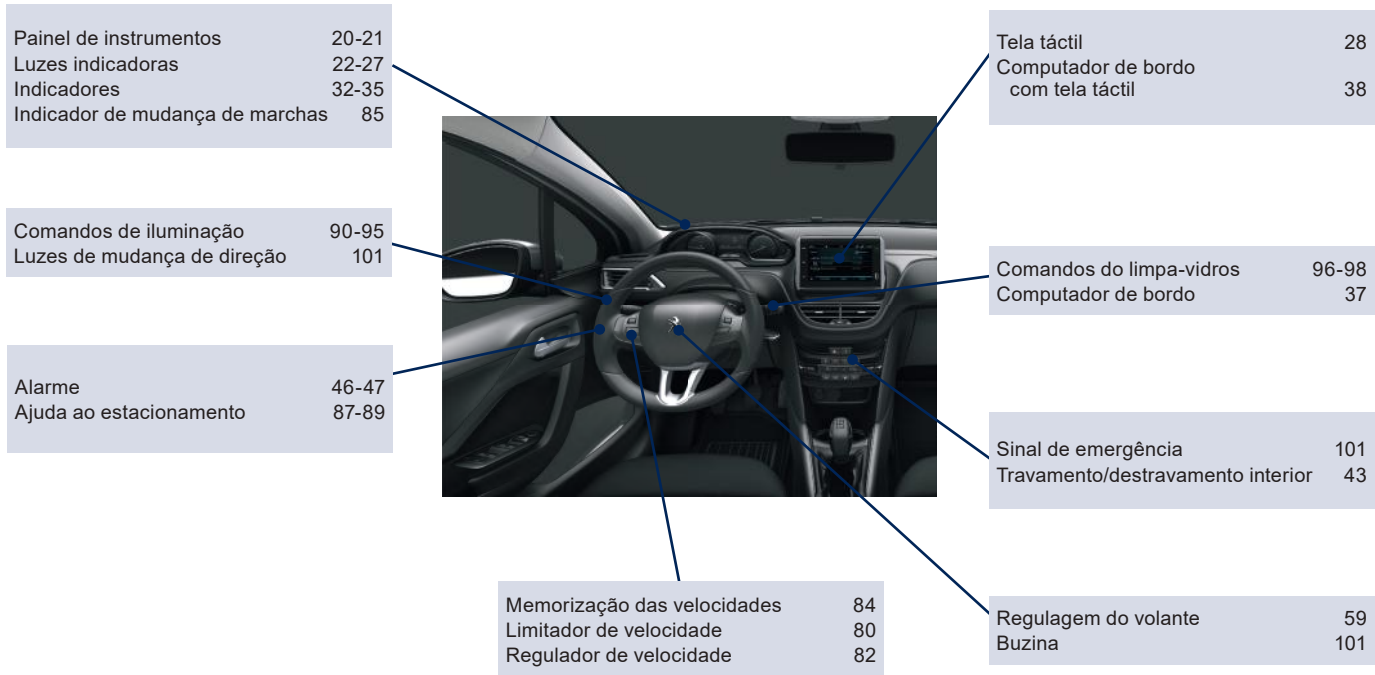 Painel de instrumentos 20-21
Luzes indicadoras 22-27
Indicadores 32-35
Indicador de mudança de marchas 85
Comandos de iluminação 90-95
Luzes de mudança de direção 101
Alarme 46-47
Ajuda ao estacionamento 87-89
Memorização das velocidades 84
Limitador de velocidade 80
Regulador de velocidade 82
Tela táctil 28
Computador de bordo
com tela táctil 38
Comandos do limpa-vidros 96-98
Computador de bordo 37
Sinal de emergência 101
Travamento/destravamento interior 43
Regulagem do volante 59
Buzina 101